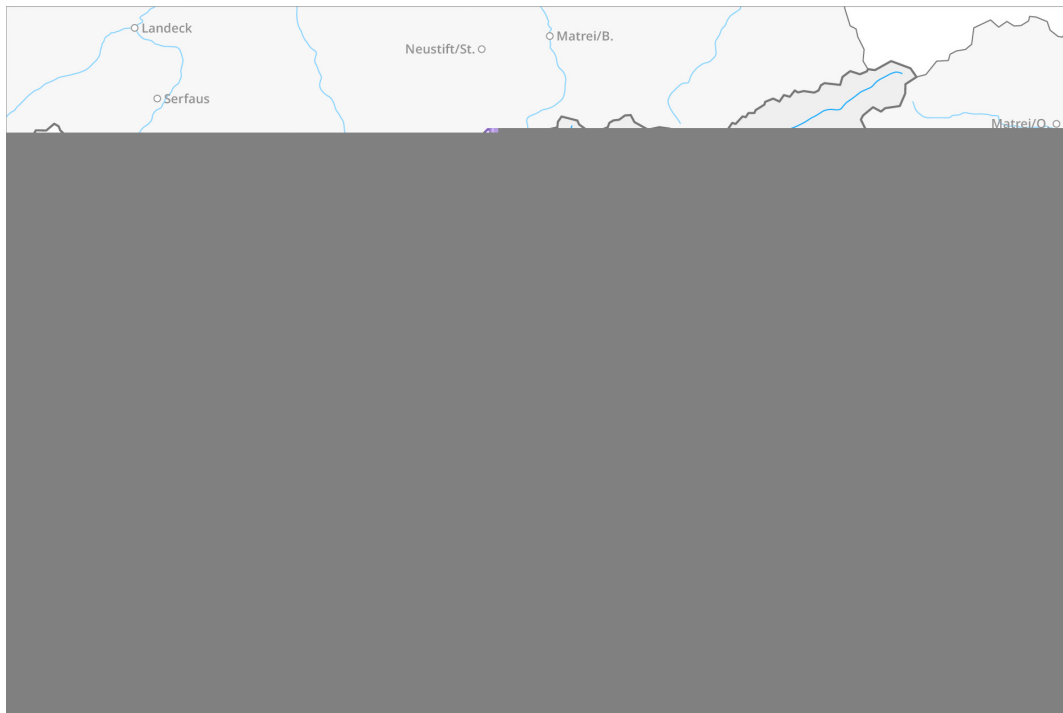 Landeck
Matrei/B.
Neustift/St.
Serfaus
Matrei/O.